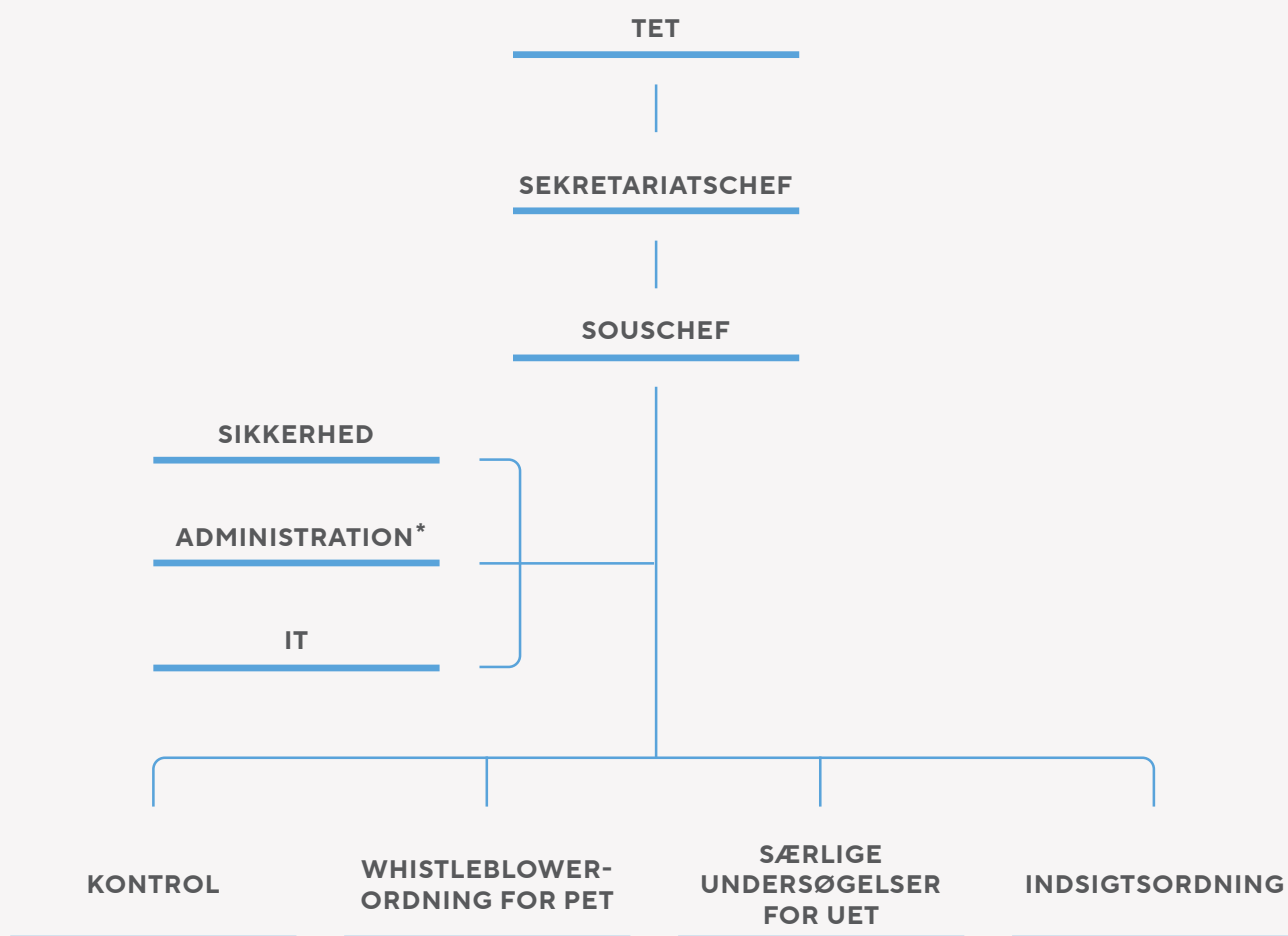 TET
SEKRETARIATSCHEF
SOUSCHEF
SIKKERHED
ADMINISTRATION*
IT
KONTROL
WHISTLEBLOWER-
ORDNING FOR PET
SÆRLIGE
UNDERSØGELSER
FOR UET
INDSIGTSORDNING